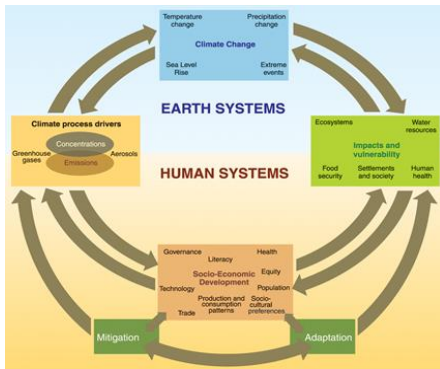 Temperature change
Precipitation change
Climate Change
Sea Level Rise
Extreme events
EARTH SYSTEMS
Climate process drivers
Concentrations
Greenhouse gases
Aerosols
Emissions
Ecosystems
Water resources
Impacts and vulnerability
Food security
Settlements and society
Human health
HUMAN SYSTEMS
Governance
Literacy
Health
Socio-Economic Development
Equity
Technology
Population
Production and consumption patterns
Socio-cultural preferences
Trade
Mitigation
Adaptation